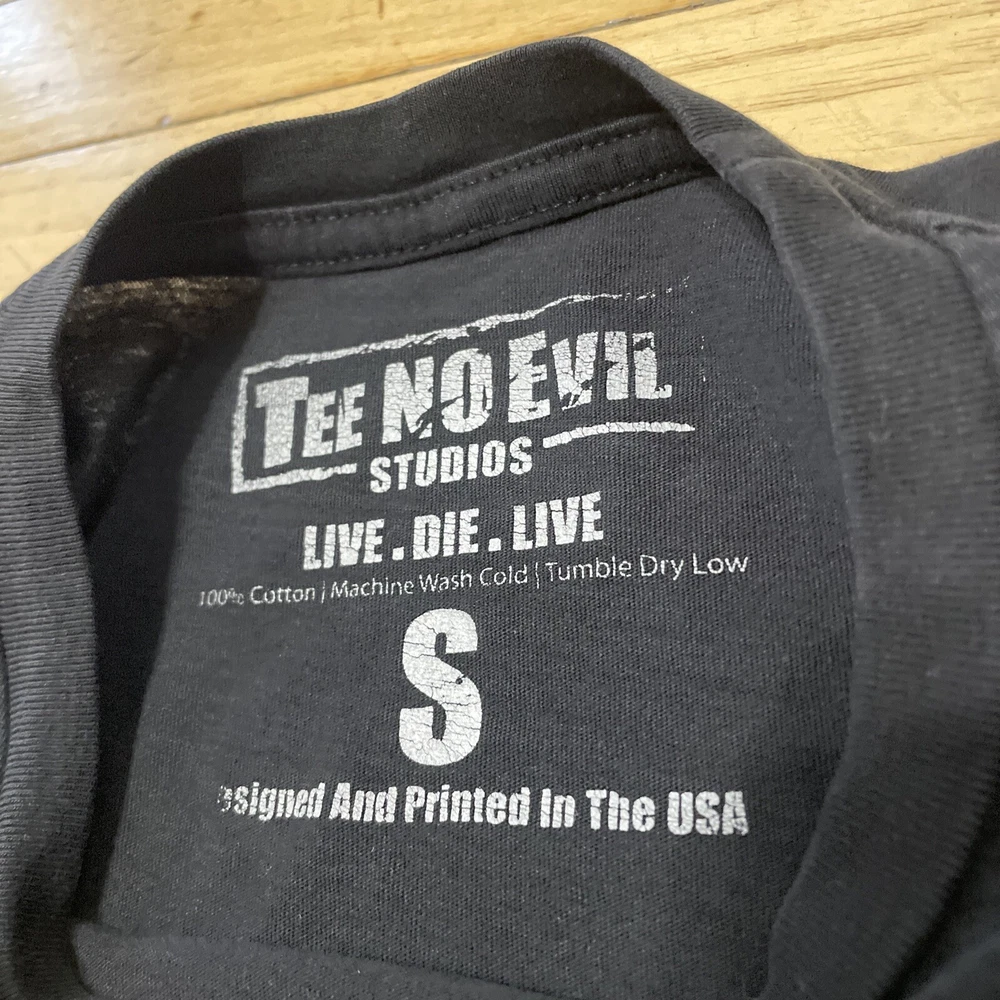 TEE NO EVIL
STUDIOS
LIVE.DIE.LIVE
100% Cotton | Machine Wash Cold | Tumble Dry Low
S
esigned And Printed In The USA